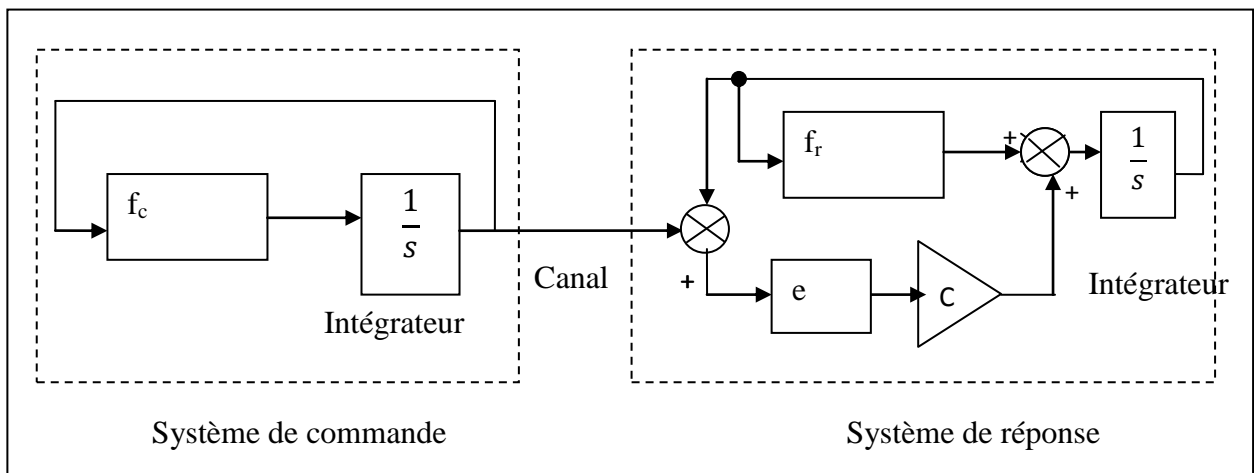 f_r
+
1
s
+
f_c
1
s
Canal
+
e
C
Intégrateur
Intégrateur
Système de commande
Système de réponse